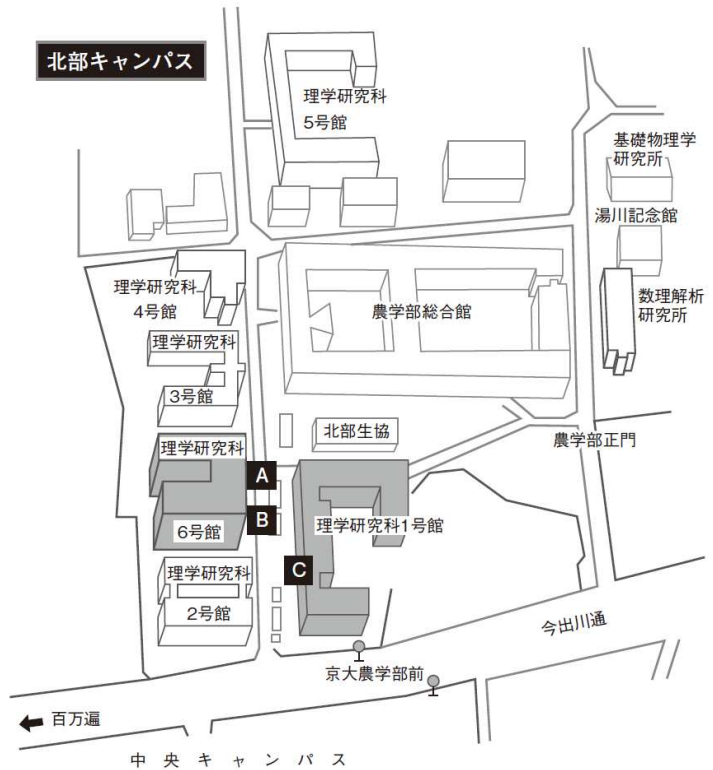 北部キャンパス
理学研究科
5号館
基礎物理学
研究所
湯川記念館
数理解析
研究所
理学研究科
4号館
農学部総合館
理学研究科
3号館
北部生協
農学部正門
理学研究科
6号館
A
B
理学研究科1号館
C
理学研究科
2号館
今出川通
京大農学部前
百万遍
中央キャンパス